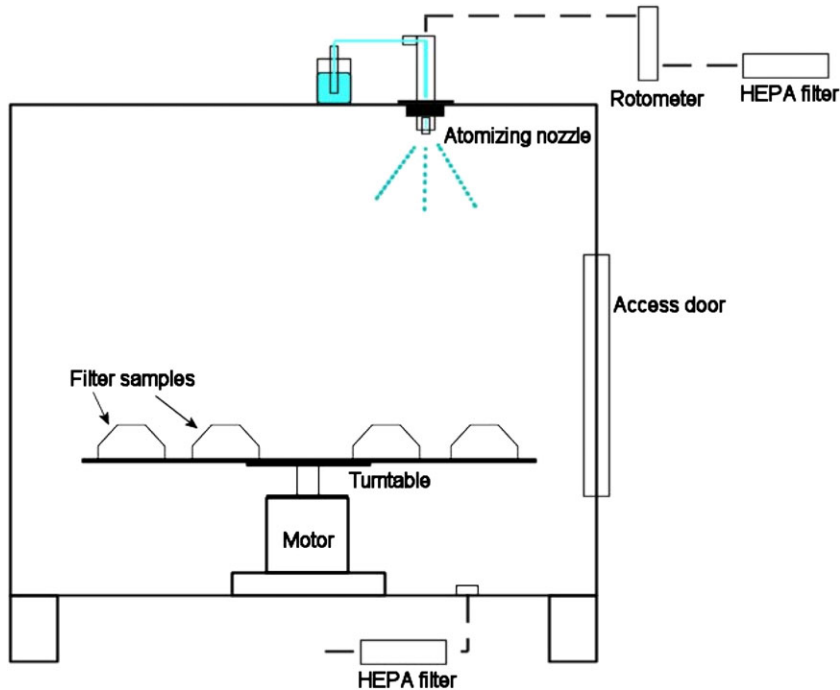 Rotometer
HEPA filter
Atomizing nozzle
Access door
Filter samples
Turntable
Motor
HEPA filter